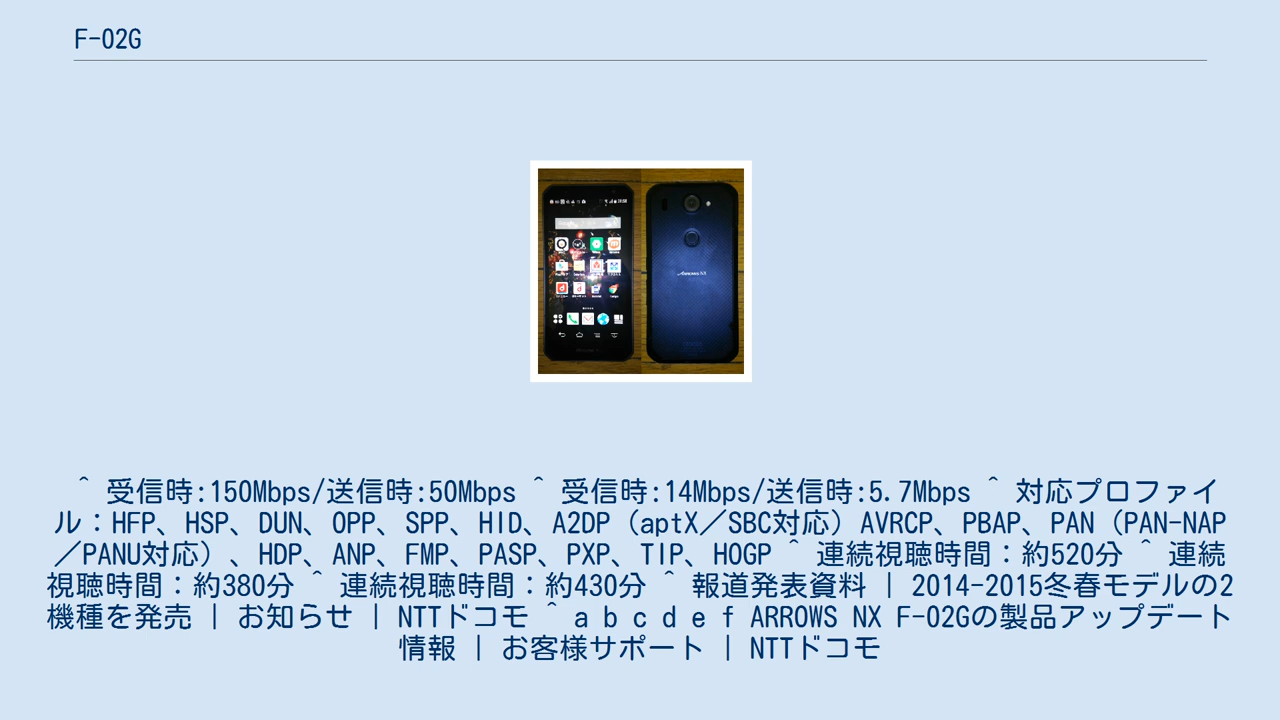 F-02G
ARROWS NX
＾ 受信時:150Mbps/送信時:50Mbps ＾ 受信時:14Mbps/送信時:5.7Mbps ＾ 対応プロファイ
ル：HFP、HSP、DUN、OPP、SPP、HID、A2DP（aptX／SBC対応）AVRCP、PBAP、PAN（PAN-NAP
／PANU対応）、HDP、ANP、FMP、PASP、PXP、TIP、HOGP ＾ 連続視聴時間：約520分 ＾ 連続
視聴時間：約380分 ＾ 連続視聴時間：約430分 ＾ 報道発表資料 | 2014-2015冬春モデルの2
機種を発売 | お知らせ | NTTドコモ ＾ a b c d e f ARROWS NX F-02Gの製品アップデート
情報 | お客様サポート | NTTドコモ